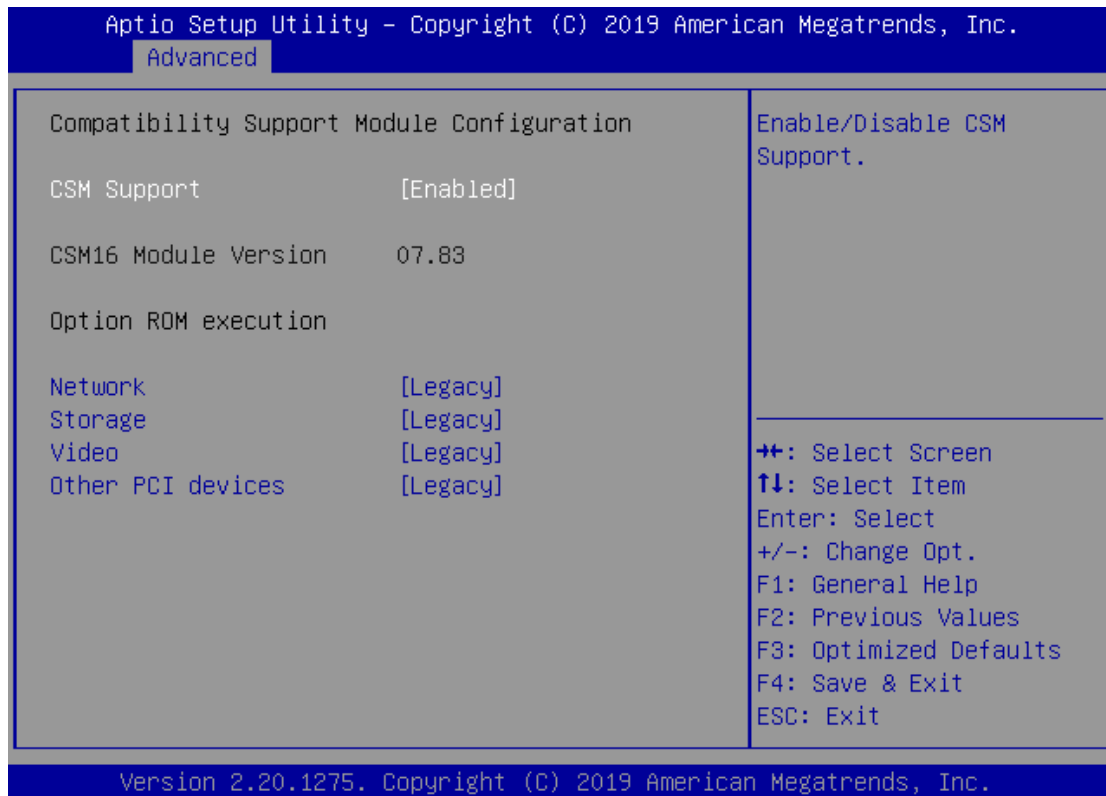 Aptio Setup Utility – Copyright (C) 2019 American Megatrends, Inc.
Advanced
Compatibility Support Module Configuration
CSM Support [Enabled]
CSM16 Module Version 07.83
Option ROM execution
Network [Legacy]
Storage [Legacy]
Video [Legacy]
Other PCI devices [Legacy]
Enable/Disable CSM
Support.
→←: Select Screen
↑↓: Select Item
Enter: Select
+/-: Change Opt.
F1: General Help
F2: Previous Values
F3: Optimized Defaults
F4: Save & Exit
ESC: Exit
Version 2.20.1275. Copyright (C) 2019 American Megatrends, Inc.